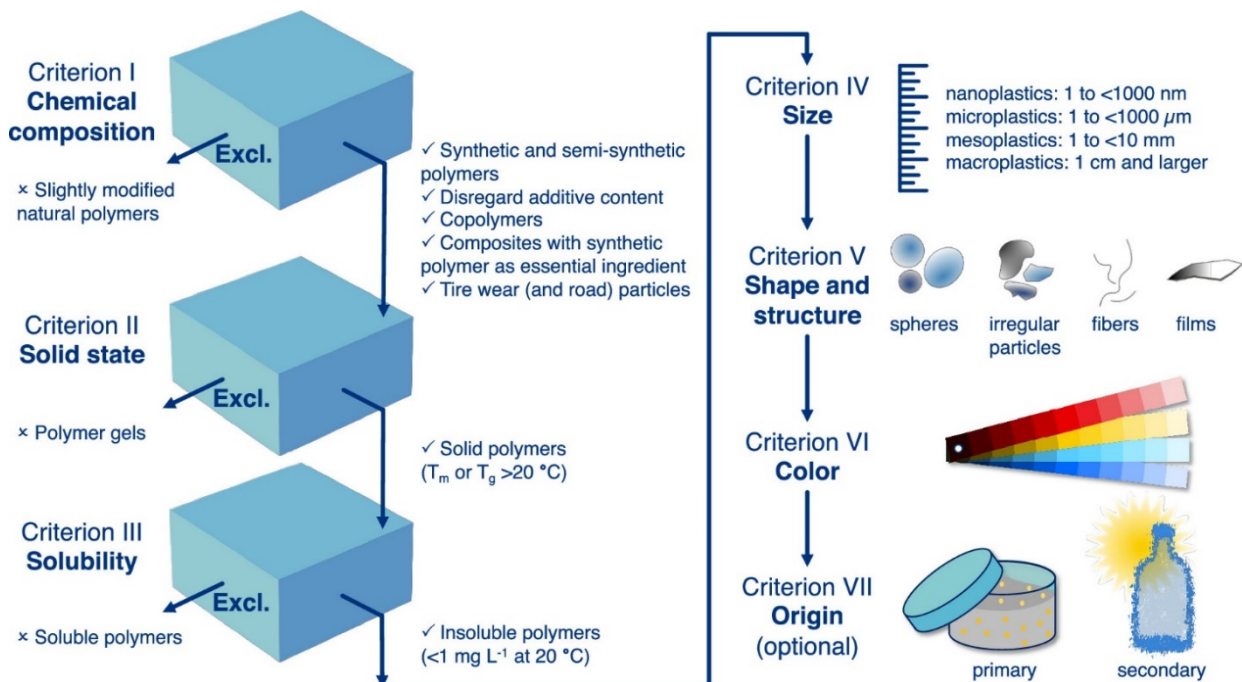 Criterion I
Chemical
composition
Excl.
× Slightly modified
natural polymers
✓ Synthetic and semi-synthetic
polymers
✓ Disregard additive content
✓ Copolymers
✓ Composites with synthetic
polymer as essential ingredient
✓ Tire wear (and road) particles
Criterion II
Solid state
Excl.
× Polymer gels
✓ Solid polymers
(Tm or Tg >20 °C)
Criterion III
Solubility
Excl.
× Soluble polymers
✓ Insoluble polymers
(<1 mg L⁻¹ at 20 °C)
Criterion IV
Size
nanoplastics: 1 to <1000 nm
microplastics: 1 to <1000 µm
mesoplastics: 1 to <10 mm
macroplastics: 1 cm and larger
Criterion V
Shape and
structure
spheres
irregular
particles
fibers
films
Criterion VI
Color
Criterion VII
Origin
(optional)
primary
secondary